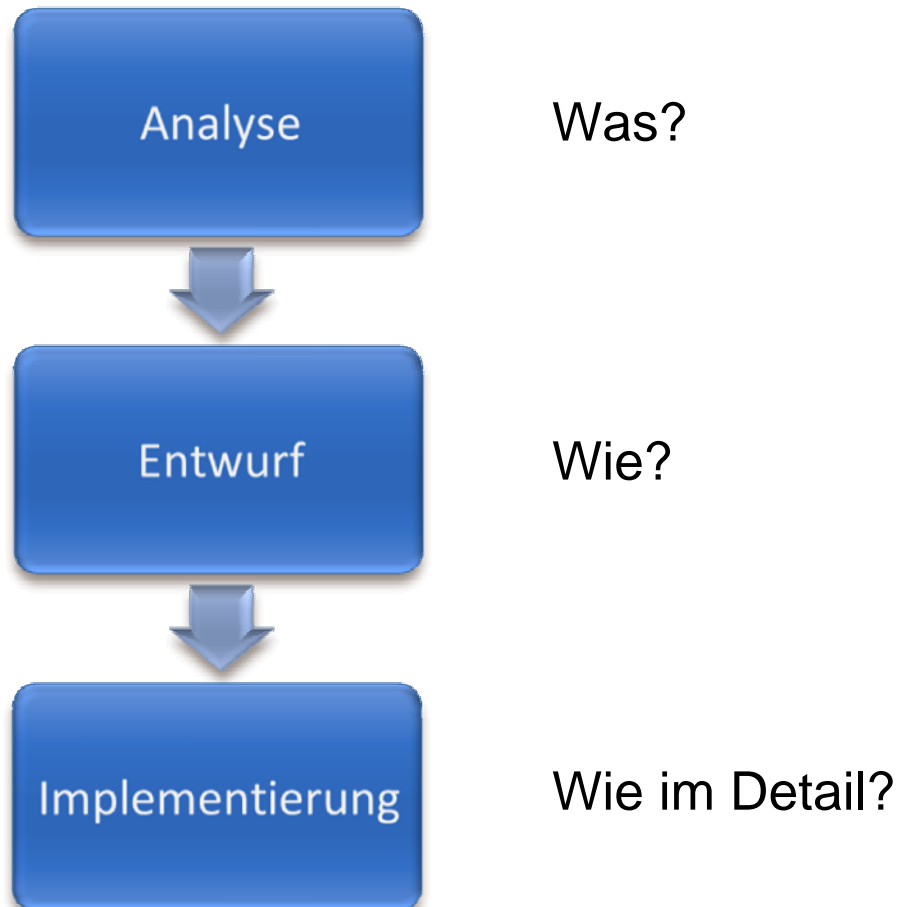 Analyse
Was?
Entwurf
Wie?
Implementierung
Wie im Detail?